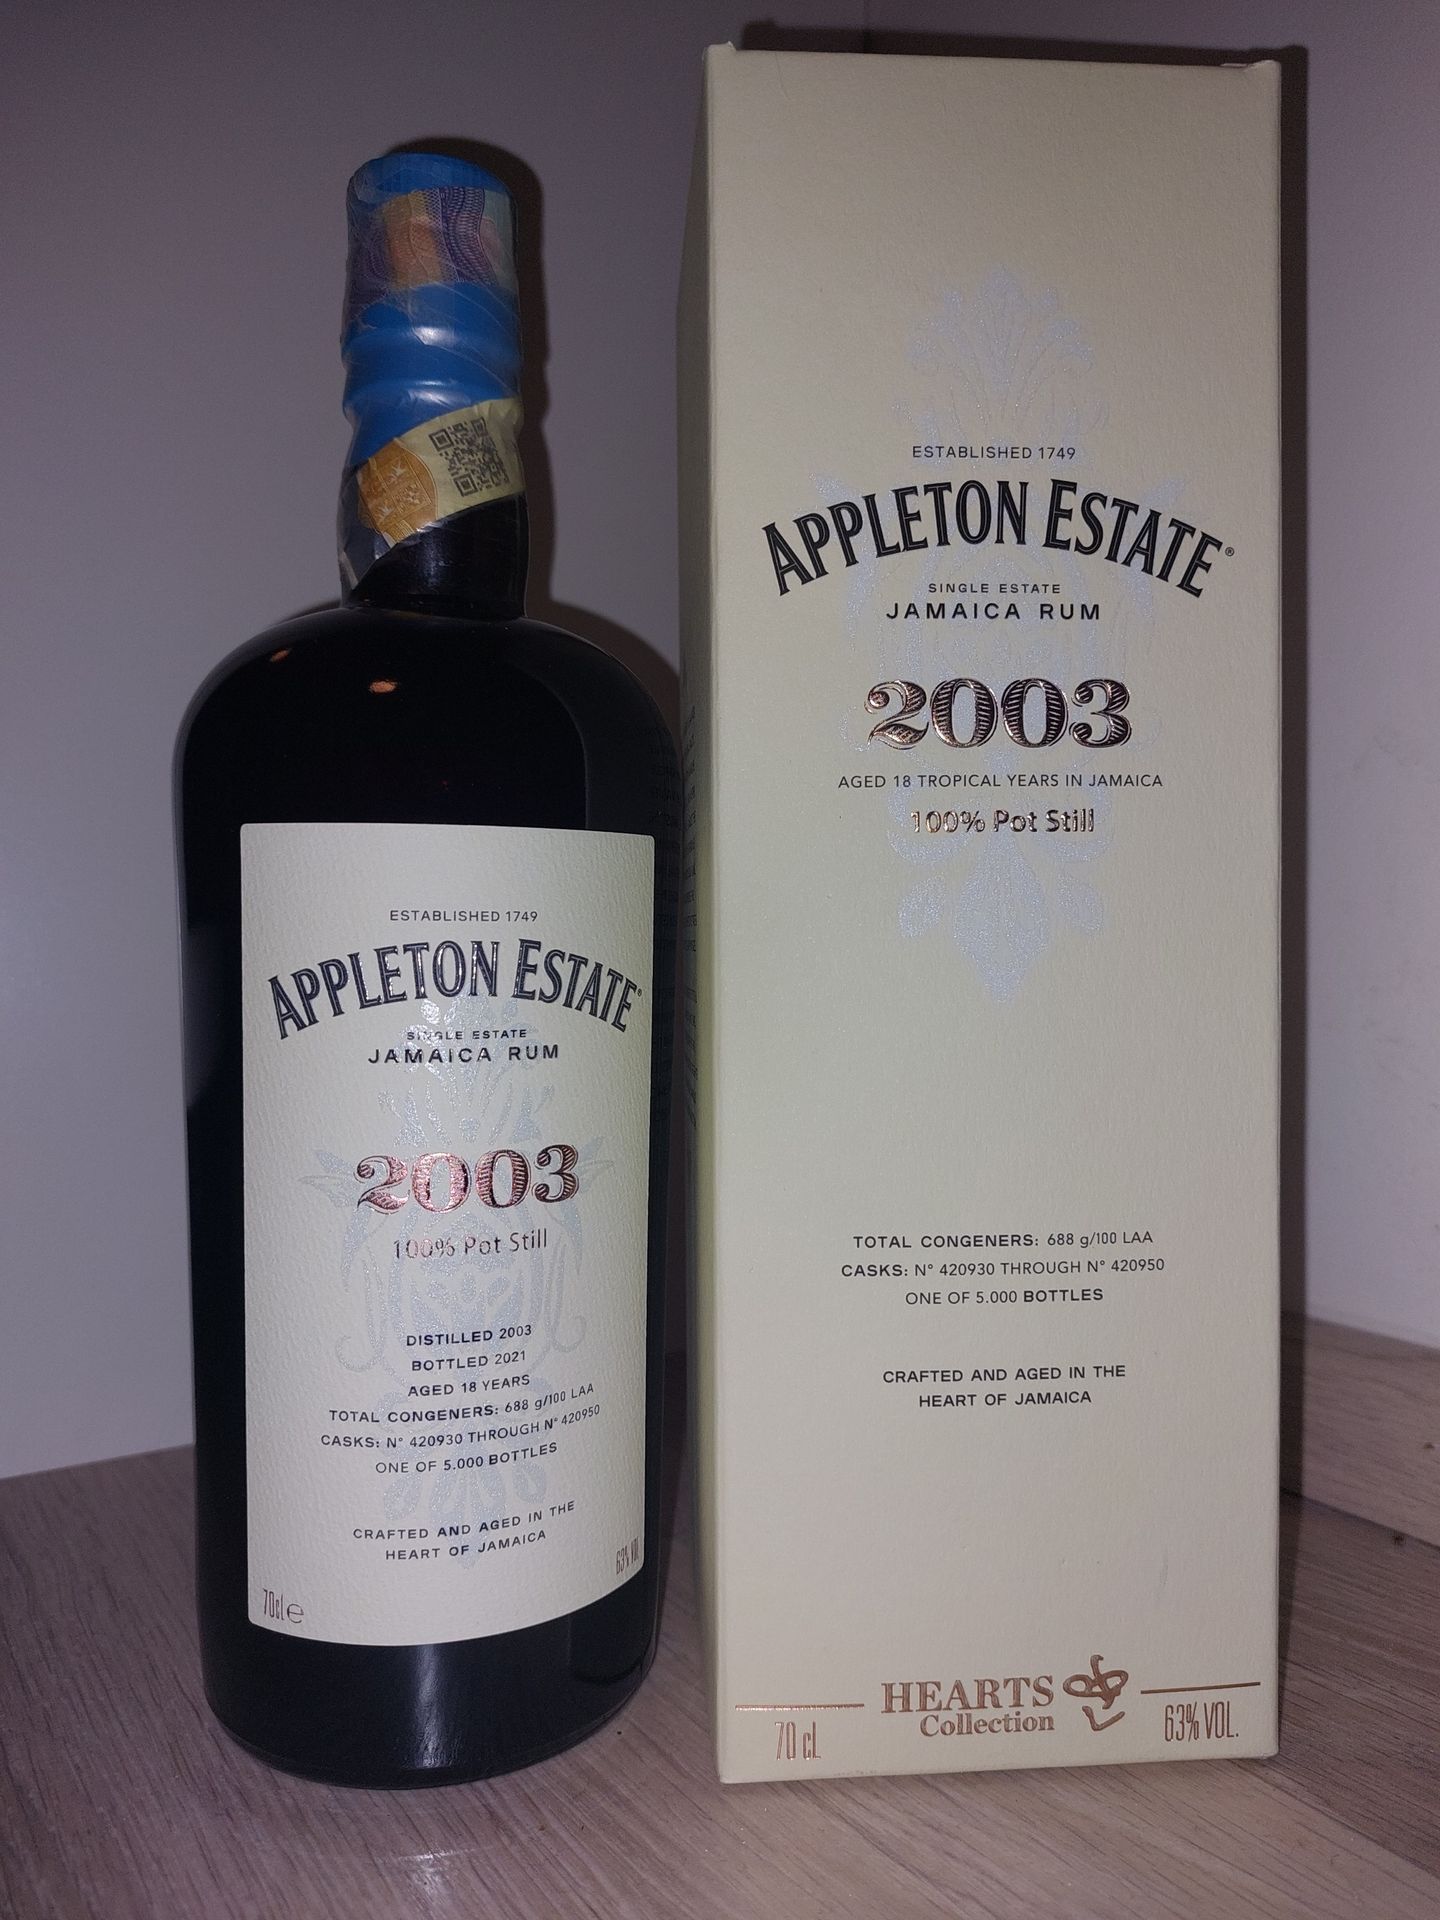 ESTABLISHED 1749
APPLETON ESTATE®
SINGLE ESTATE
JAMAICA RUM
2003
100% Pot Still
DISTILLED 2003
BOTTLED 2021
AGED 18 YEARS
TOTAL CONGENERS: 688 g/100 LAA
CASKS: N° 420930 THROUGH N° 420950
ONE OF 5.000 BOTTLES
CRAFTED AND AGED IN THE
HEART OF JAMAICA
70cl e
63% VOL.
ESTABLISHED 1749
APPLETON ESTATE®
SINGLE ESTATE
JAMAICA RUM
2003
AGED 18 TROPICAL YEARS IN JAMAICA
100% Pot Still
TOTAL CONGENERS: 688 g/100 LAA
CASKS: N° 420930 THROUGH N° 420950
ONE OF 5.000 BOTTLES
CRAFTED AND AGED IN THE
HEART OF JAMAICA
HEARTS
Collection
70 cL
63% VOL.